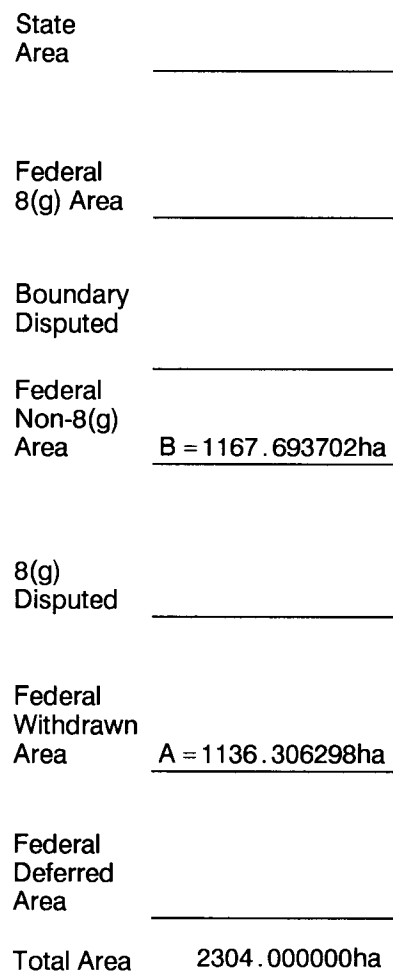 State
Area
Federal
8(g) Area
Boundary
Disputed
Federal
Non-8(g)
Area B = 1167.693702ha
8(g)
Disputed
Federal
Withdrawn
Area A = 1136.306298ha
Federal
Deferred
Area
Total Area 2304.000000ha